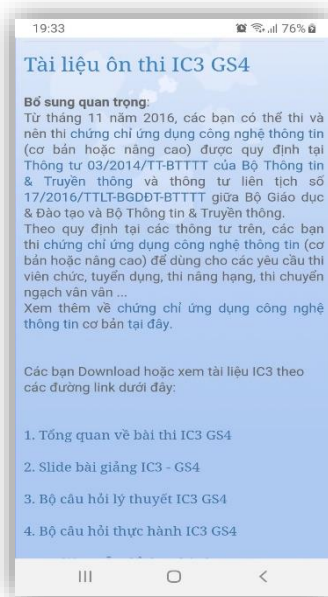 19:33
76%
Tài liệu ôn thi IC3 GS4
Bổ sung quan trọng:
Từ tháng 11 năm 2016, các bạn có thể thi và
nên thi chứng chỉ ứng dụng công nghệ thông tin
(cơ bản hoặc nâng cao) được quy định tại
Thông tư 03/2014/TT-BTTTT của Bộ Thông tin
& Truyền thông và thông tư liên tịch số
17/2016/TTLT-BGDĐT-BTTTT giữa Bộ Giáo dục
& Đào tạo và Bộ Thông tin & Truyền thông.
Theo quy định tại các thông tư trên, các bạn
thi chứng chỉ ứng dụng công nghệ thông tin (cơ
bản hoặc nâng cao) để dùng cho các yêu cầu thi
viên chức, tuyển dụng, thi nâng hạng, thi chuyển
ngạch vân vân ...
Xem thêm về chứng chỉ ứng dụng công nghệ
thông tin cơ bản tại đây.
Các bạn Download hoặc xem tài liệu IC3 theo
các đường link dưới đây:
1. Tổng quan về bài thi IC3 GS4
2. Slide bài giảng IC3 - GS4
3. Bộ câu hỏi lý thuyết IC3 GS4
4. Bộ câu hỏi thực hành IC3 GS4